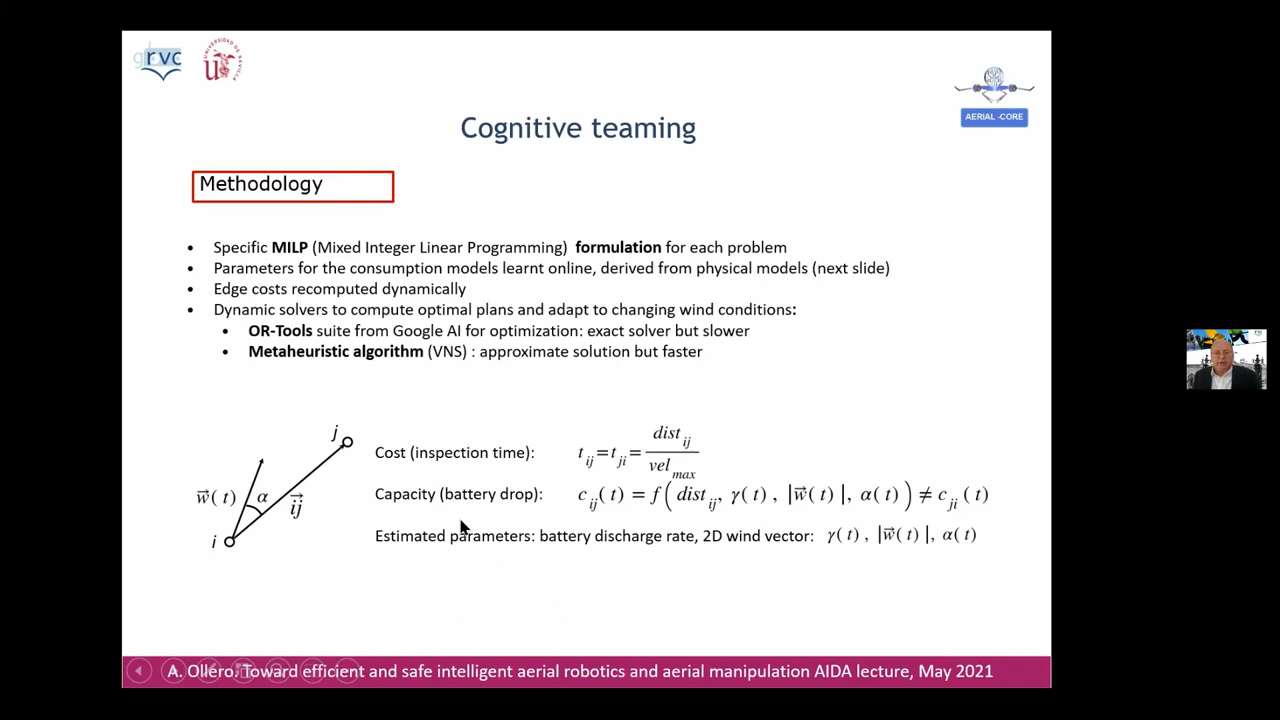 grvc
UNIVERSIDAD DE SEVILLA
AERIAL -CORE
Cognitive teaming
Methodology
• Specific MILP (Mixed Integer Linear Programming) formulation for each problem
• Parameters for the consumption models learnt online, derived from physical models (next slide)
• Edge costs recomputed dynamically
• Dynamic solvers to compute optimal plans and adapt to changing wind conditions:
• OR-Tools suite from Google AI for optimization: exact solver but slower
• Metaheuristic algorithm (VNS) : approximate solution but faster
j
w⃗(t) α i⃗j
i
Cost (inspection time): t_ij = t_ji = dist_ij / vel_max
Capacity (battery drop): c_ij(t) = f(dist_ij, γ(t), |w⃗(t)|, α(t)) ≠ c_ji(t)
Estimated parameters: battery discharge rate, 2D wind vector: γ(t), |w⃗(t)|, α(t)
A. Ollero. Toward efficient and safe intelligent aerial robotics and aerial manipulation AIDA lecture, May 2021